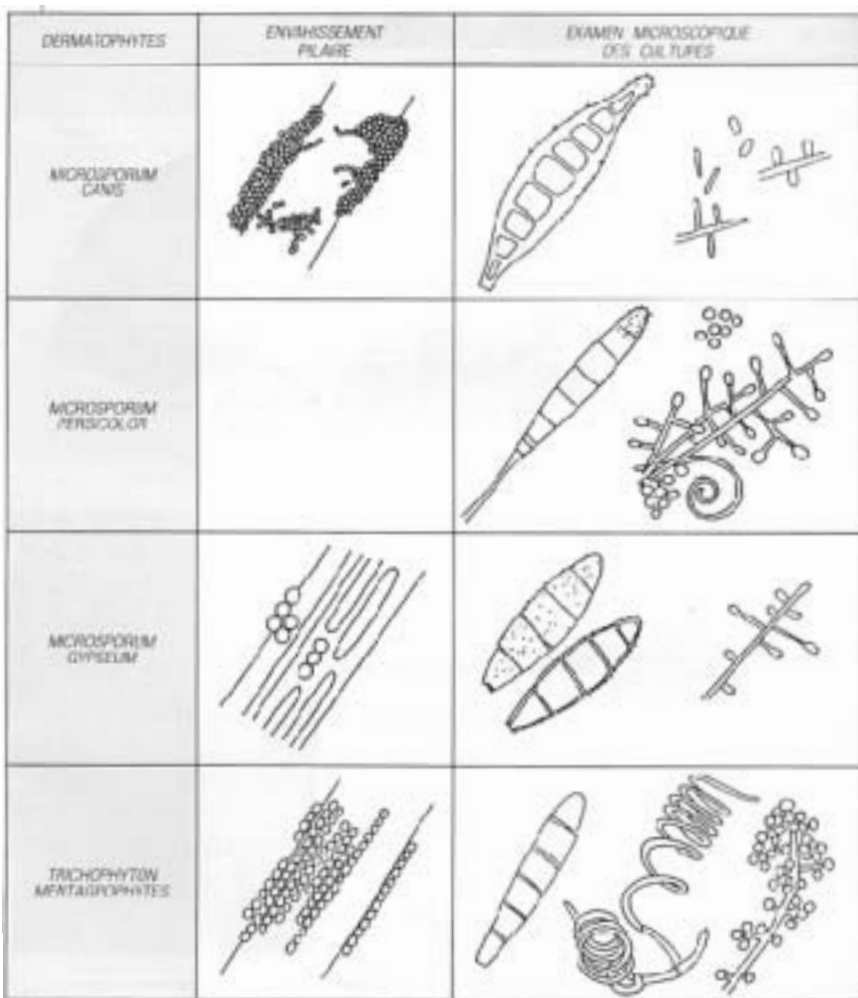 DERMATOPHYTES
ENVAHISSEMENT
PILAIRE
EXAMEN MICROSCOPIQUE
DES CULTURES
MICROSPORUM
CANIS
MICROSPORUM
PERSICOLOR
MICROSPORUM
GYPSEUM
TRICHOPHYTON
MENTAGROPHYTES